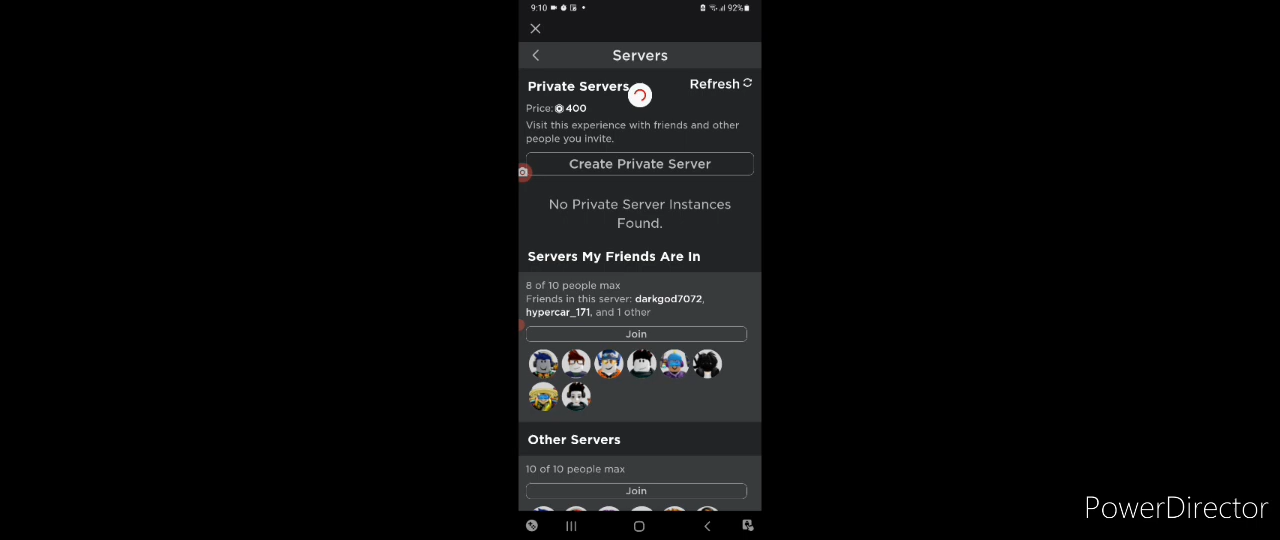 9:10 92%
Servers
Private Servers Refresh
Price: 400
Visit this experience with friends and other
people you invite.
Create Private Server
No Private Server Instances
Found.
Servers My Friends Are In
8 of 10 people max
Friends in this server: darkgod7072,
hypercar_171, and 1 other
Join
Other Servers
10 of 10 people max
Join
PowerDirector